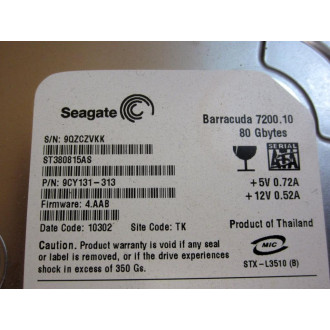 Seagate
Barracuda 7200.10
80 Gbytes
S/N: 9QZCZVKK
ST380815AS
SERIAL
SATA
P/N: 9CY131-313
Firmware: 4.AAB
+5V 0.72A
+12V 0.52A
Date Code: 10302 Site Code: TK
Product of Thailand
Caution. Product warranty is void if any seal
or label is removed, or if the drive experiences
shock in excess of 350 Gs.
MIC
STX-L3510 (B)